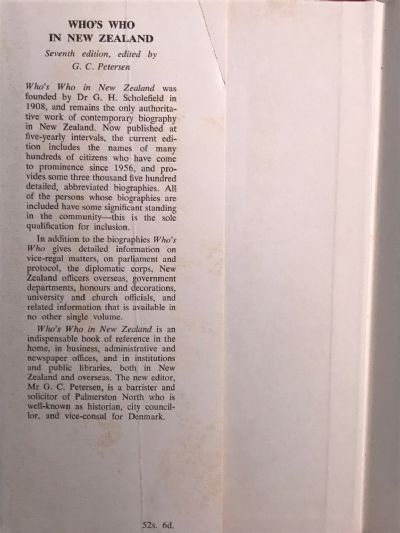 WHO'S WHO
IN NEW ZEALAND
Seventh edition, edited by
G. C. Petersen
Who's Who in New Zealand was
founded by Dr G. H. Scholefield in
1908, and remains the only authorita-
tive work of contemporary biography
in New Zealand. Now published at
five-yearly intervals, the current edi-
tion includes the names of many
hundreds of citizens who have come
to prominence since 1956, and pro-
vides some three thousand five hundred
detailed, abbreviated biographies. All
of the persons whose biographies are
included have some significant standing
in the community—this is the sole
qualification for inclusion.
In addition to the biographies Who's
Who gives detailed information on
vice-regal matters, on parliament and
protocol, the diplomatic corps, New
Zealand officers overseas, government
departments, honours and decorations,
university and church officials, and
related information that is available in
no other single volume.
Who's Who in New Zealand is an
indispensable book of reference in the
home, in business, administrative and
newspaper offices, and in institutions
and public libraries, both in New
Zealand and overseas. The new editor,
Mr G. C. Petersen, is a barrister and
solicitor of Palmerston North who is
well-known as historian, city council-
lor, and vice-consul for Denmark.
52s. 6d.